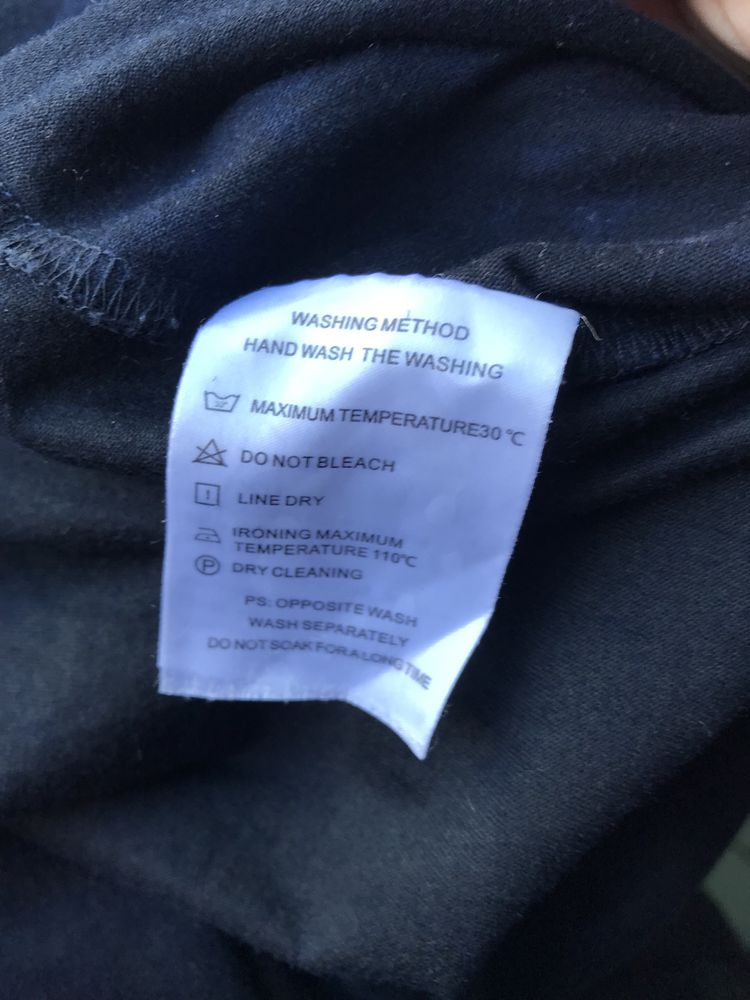 WASHING METHOD
HAND WASH THE WASHING
30°
MAXIMUM TEMPERATURE30 °C
DO NOT BLEACH
LINE DRY
IRONING MAXIMUM
TEMPERATURE 110°C
P
DRY CLEANING
PS: OPPOSITE WASH
WASH SEPARATELY
DO NOT SOAK FOR A LONG TIME